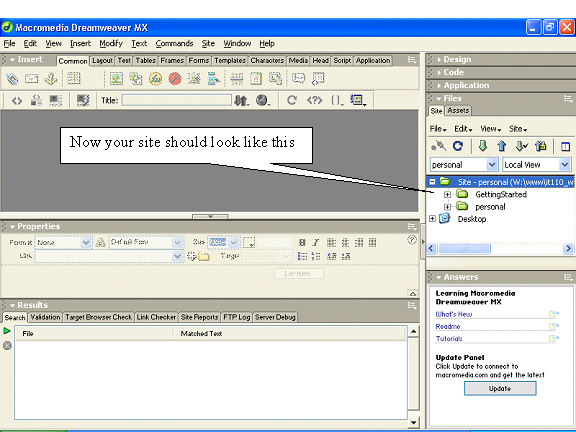 Macromedia Dreamweaver MX
File Edit View Insert Modify Text Commands Site Window Help
Insert Common Layout Text Tables Frames Forms Templates Characters Media Head Script Application
Title:
Now your site should look like this
Properties
Format None Default Font Size None
Link Target
Results
Search Validation Target Browser Check Link Checker Site Reports FTP Log Server Debug
File Matched Text
Design
Code
Application
Files
Site Assets
File Edit View Site
personal Local View
Site - personal (W:\www\it110_w
GettingStarted
personal
Desktop
Answers
Learning Macromedia
Dreamweaver MX
What's New
Readme
Tutorials
Update Panel
Click Update to connect to
macromedia.com and get the latest
Update